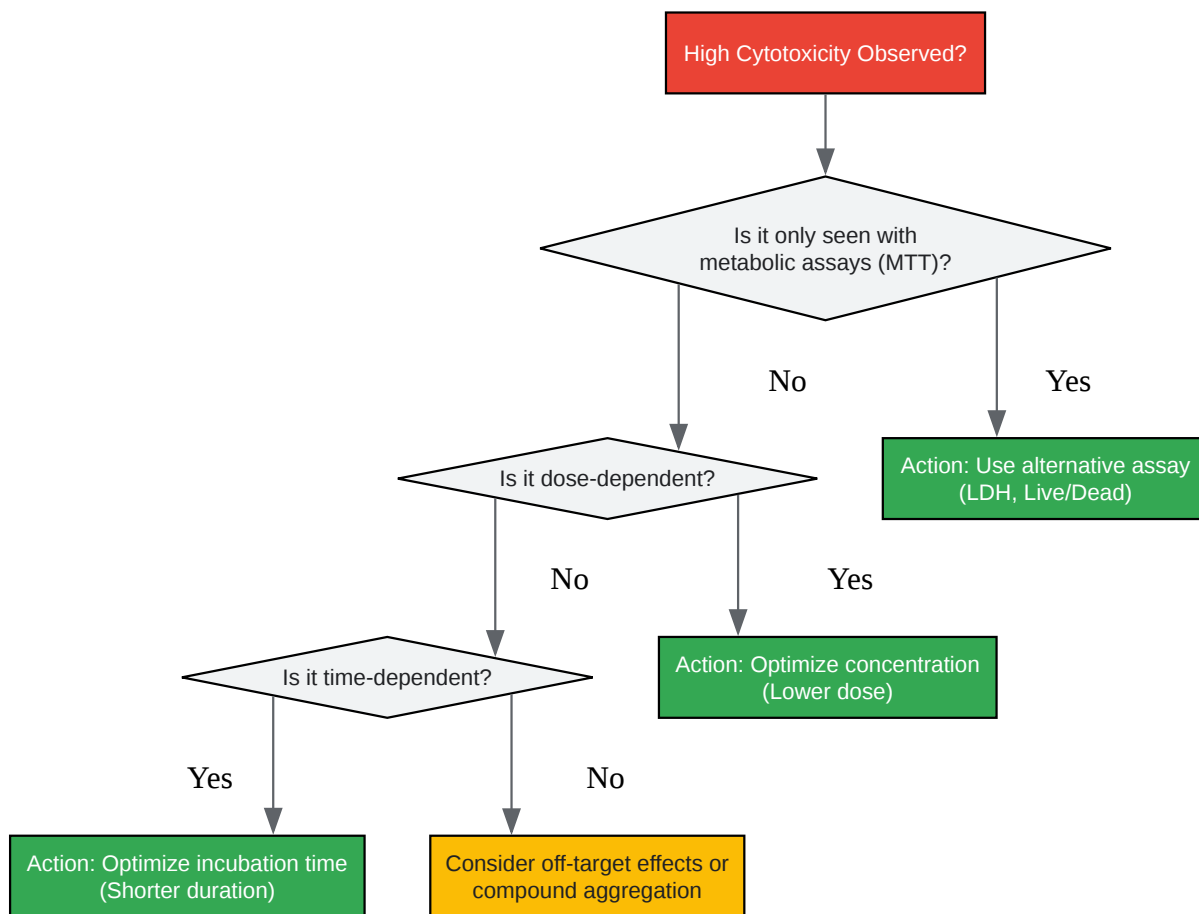 High Cytotoxicity Observed?
Is it only seen with
metabolic assays (MTT)?
No
Yes
Is it dose-dependent?
Action: Use alternative assay
(LDH, Live/Dead)
No
Yes
Is it time-dependent?
Action: Optimize concentration
(Lower dose)
Yes
No
Action: Optimize incubation time
(Shorter duration)
Consider off-target effects or
compound aggregation